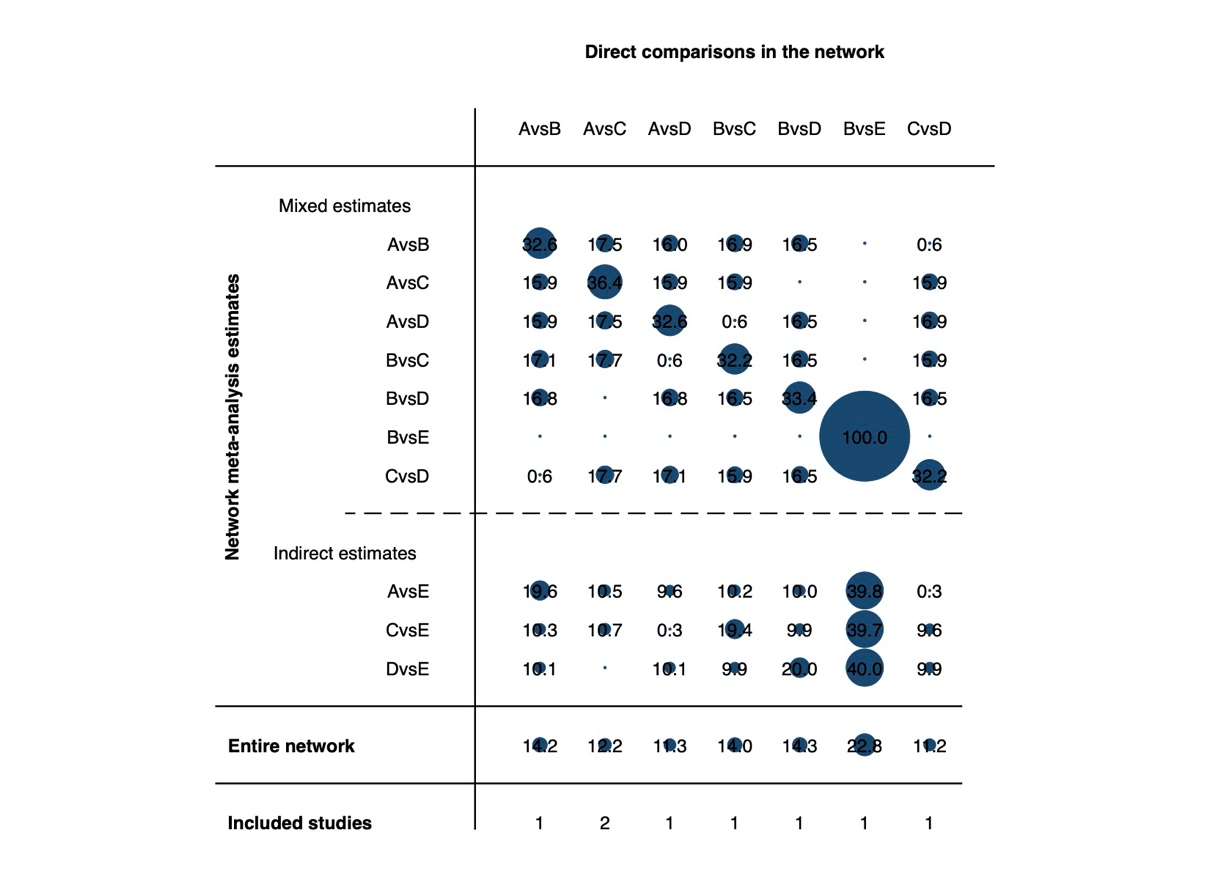 Direct comparisons in the network
AvsB AvsC AvsD BvsC BvsD BvsE CvsD
Network meta-analysis estimates
Mixed estimates
AvsB 32.6 17.5 16.0 16.9 16.5 0.6
AvsC 15.9 36.4 15.9 15.9 15.9
AvsD 15.9 17.5 32.6 0.6 16.5 16.9
BvsC 17.1 17.7 0.6 32.2 16.5 15.9
BvsD 16.8 16.8 16.5 33.4 16.5
BvsE 100.0
CvsD 0.6 17.7 17.1 15.9 16.5 32.2
Indirect estimates
AvsE 19.6 10.5 9.6 10.2 10.0 39.8 0.3
CvsE 10.3 10.7 0.3 19.4 9.9 39.7 9.6
DvsE 10.1 10.1 9.9 20.0 40.0 9.9
Entire network 14.2 12.2 11.3 14.0 14.3 22.8 11.2
Included studies 1 2 1 1 1 1 1